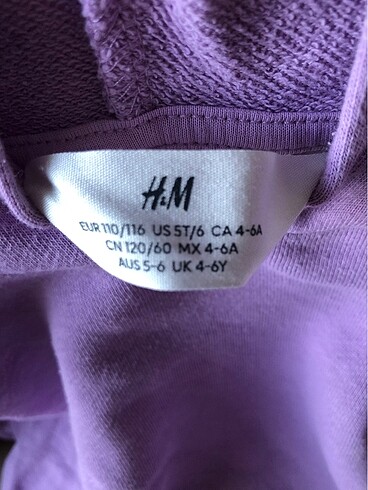 H&M
EUR 110/116 US 5T/6 CA 4-6A
CN 120/60 MX 4-6A
AUS 5-6 UK 4-6Y